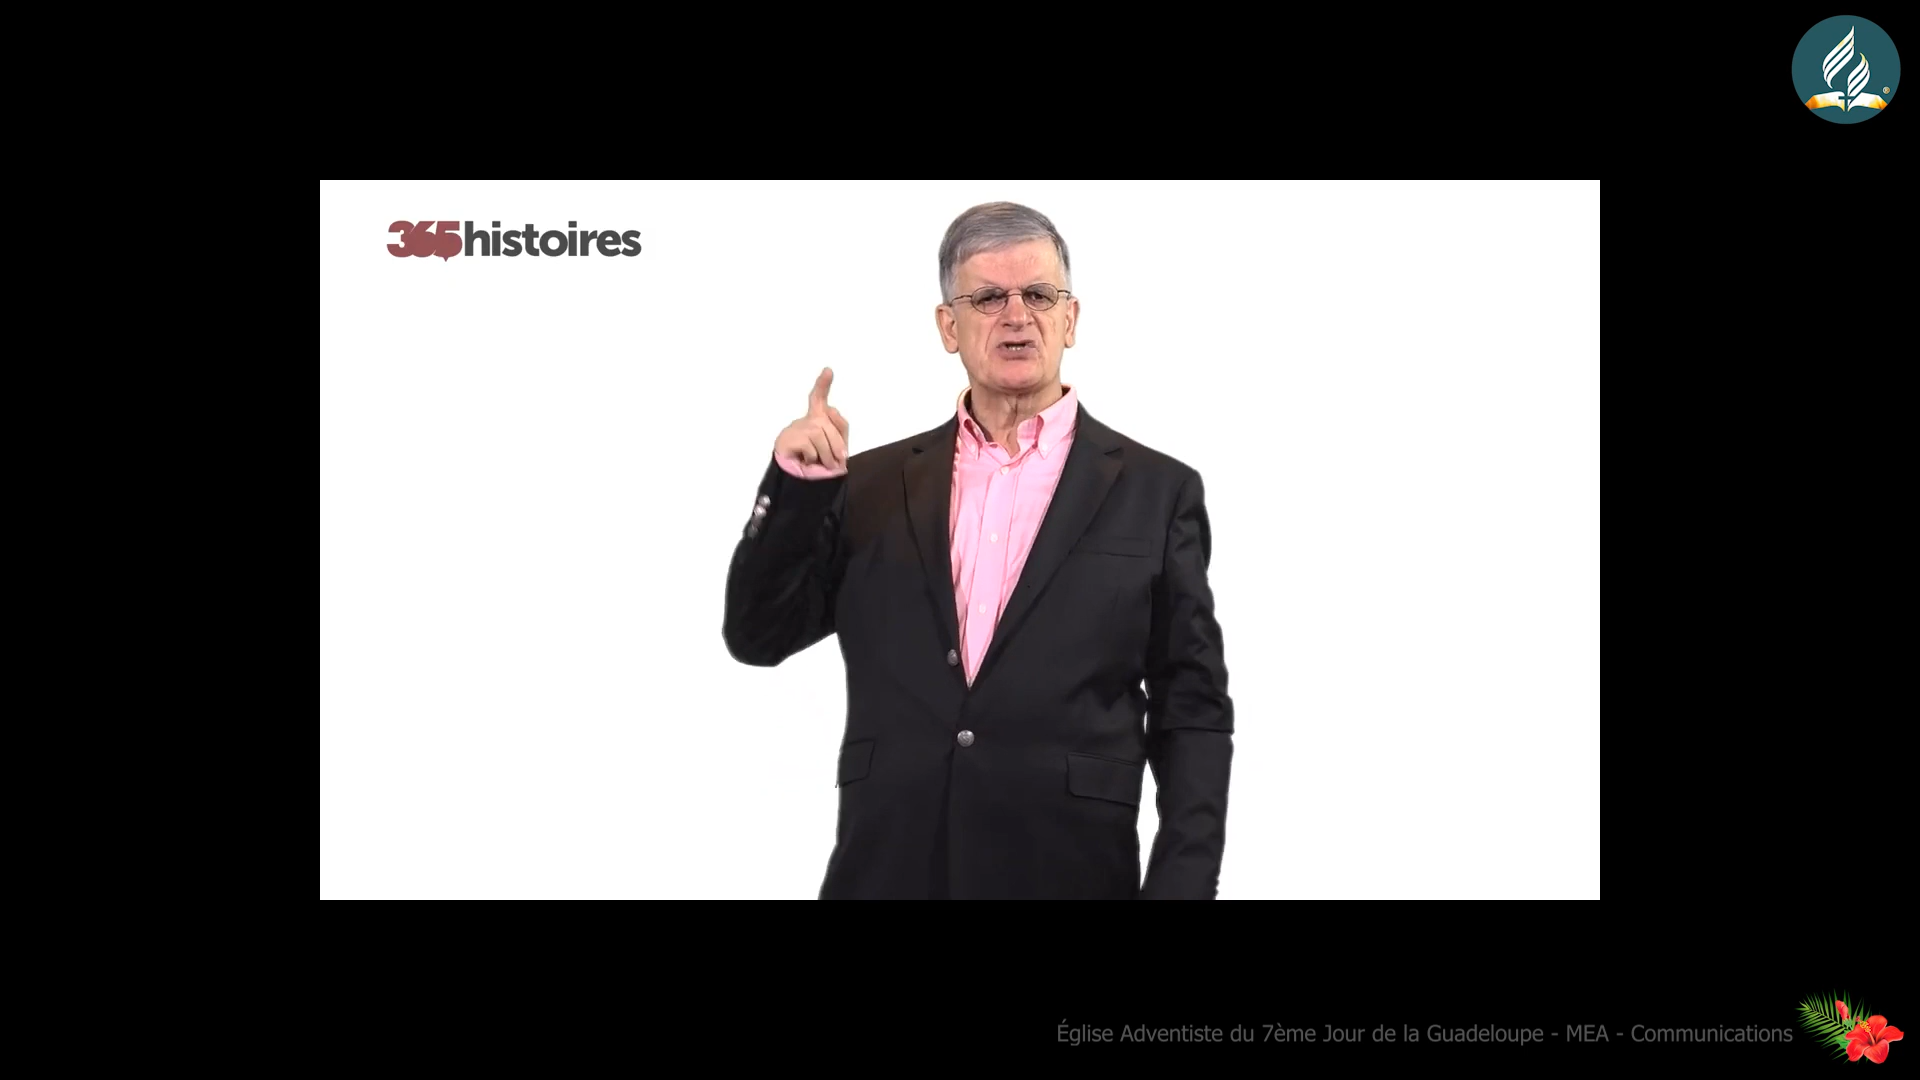 365histoires
Église Adventiste du 7ème Jour de la Guadeloupe - MEA - Communications